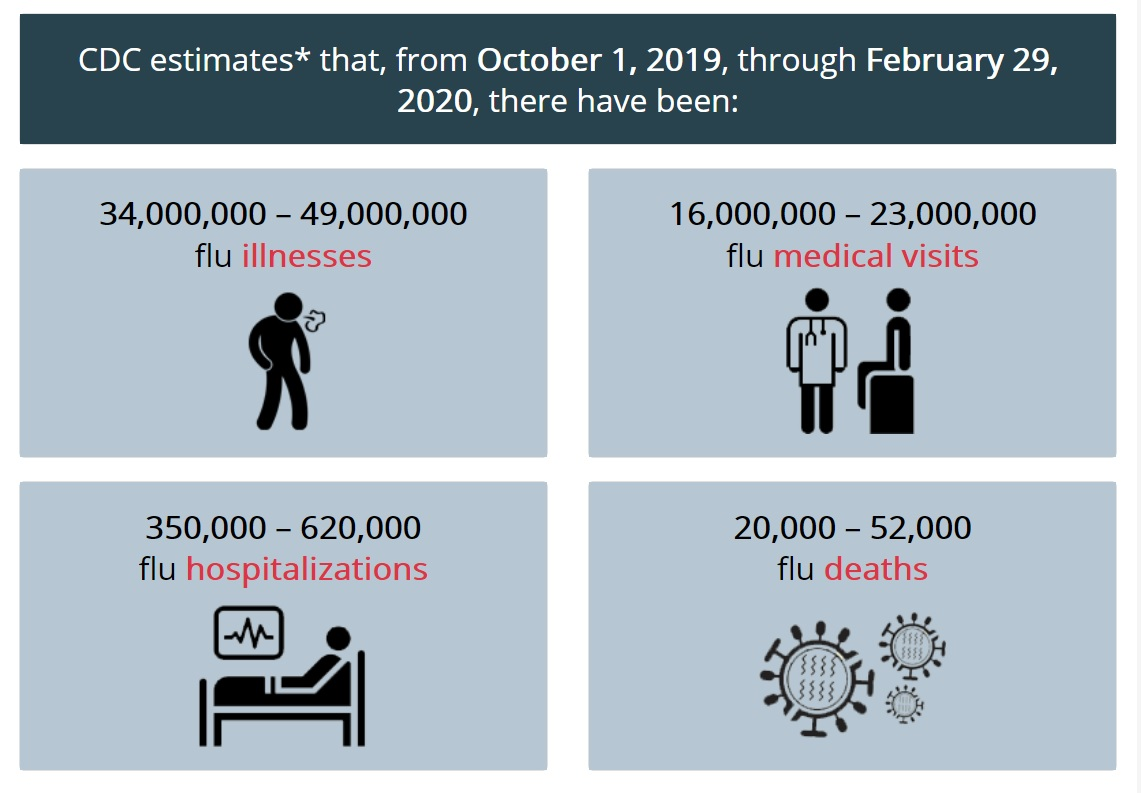 CDC estimates* that, from October 1, 2019, through February 29,
2020, there have been:
34,000,000 – 49,000,000
flu illnesses
16,000,000 – 23,000,000
flu medical visits
350,000 – 620,000
flu hospitalizations
20,000 – 52,000
flu deaths